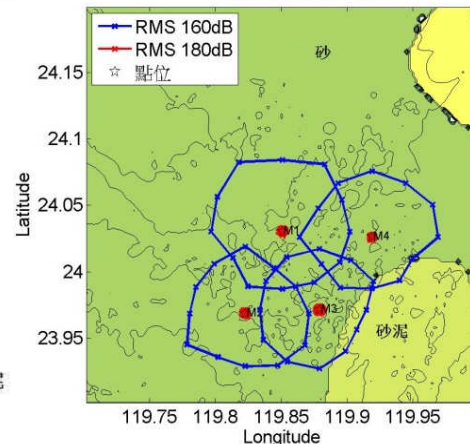 RMS 160dB
RMS 180dB
點位
砂
24.15
24.1
24.05
24
23.95
Latitude
M1
M4
M2
M3
砂泥
119.75 119.8 119.85 119.9 119.95
Longitude